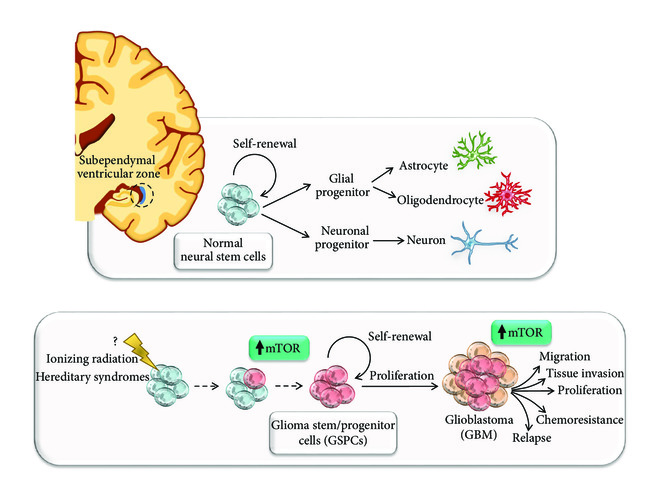 Subependymal
ventricular zone
Self-renewal
Glial
progenitor
Astrocyte
Oligodendrocyte
Neuronal
progenitor
Neuron
Normal
neural stem cells
?
Ionizing radiation
Hereditary syndromes
mTOR
Self-renewal
Proliferation
Glioma stem/progenitor
cells (GSPCs)
mTOR
Glioblastoma
(GBM)
Migration
Tissue invasion
Proliferation
Chemoresistance
Relapse